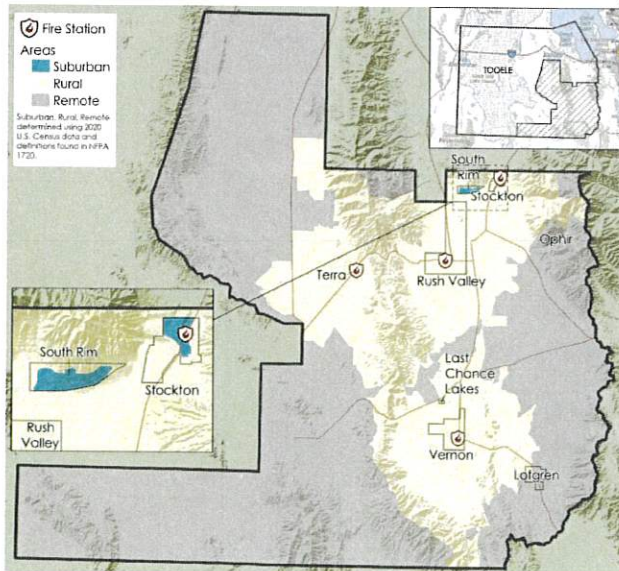 Fire Station
Areas
Suburban
Rural
Remote
Suburban, Rural, Remote
determined using 2020
U.S. Census data and
definitions found in NFPA
1720.
TOOELE
South
Rim
Stockton
Ophir
Terra
Rush Valley
South Rim
Stockton
Rush
Valley
Last
Chance
Lakes
Vernon
Lofgren